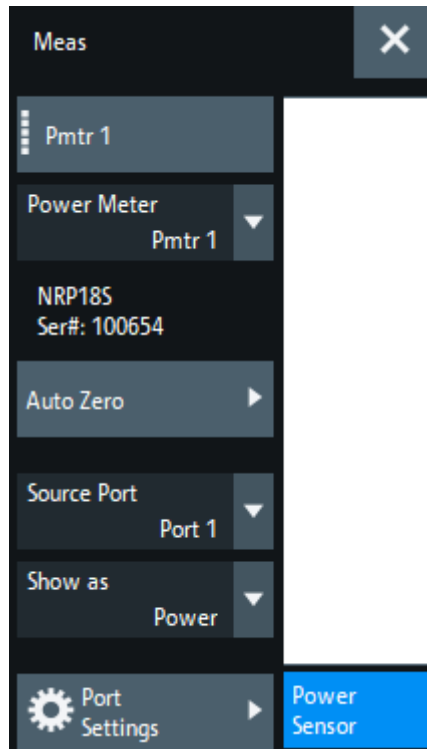 Meas
Pmtr 1
Power Meter
Pmtr 1
NRP18S
Ser#: 100654
Auto Zero
Source Port
Port 1
Show as
Power
Port
Settings
Power
Sensor